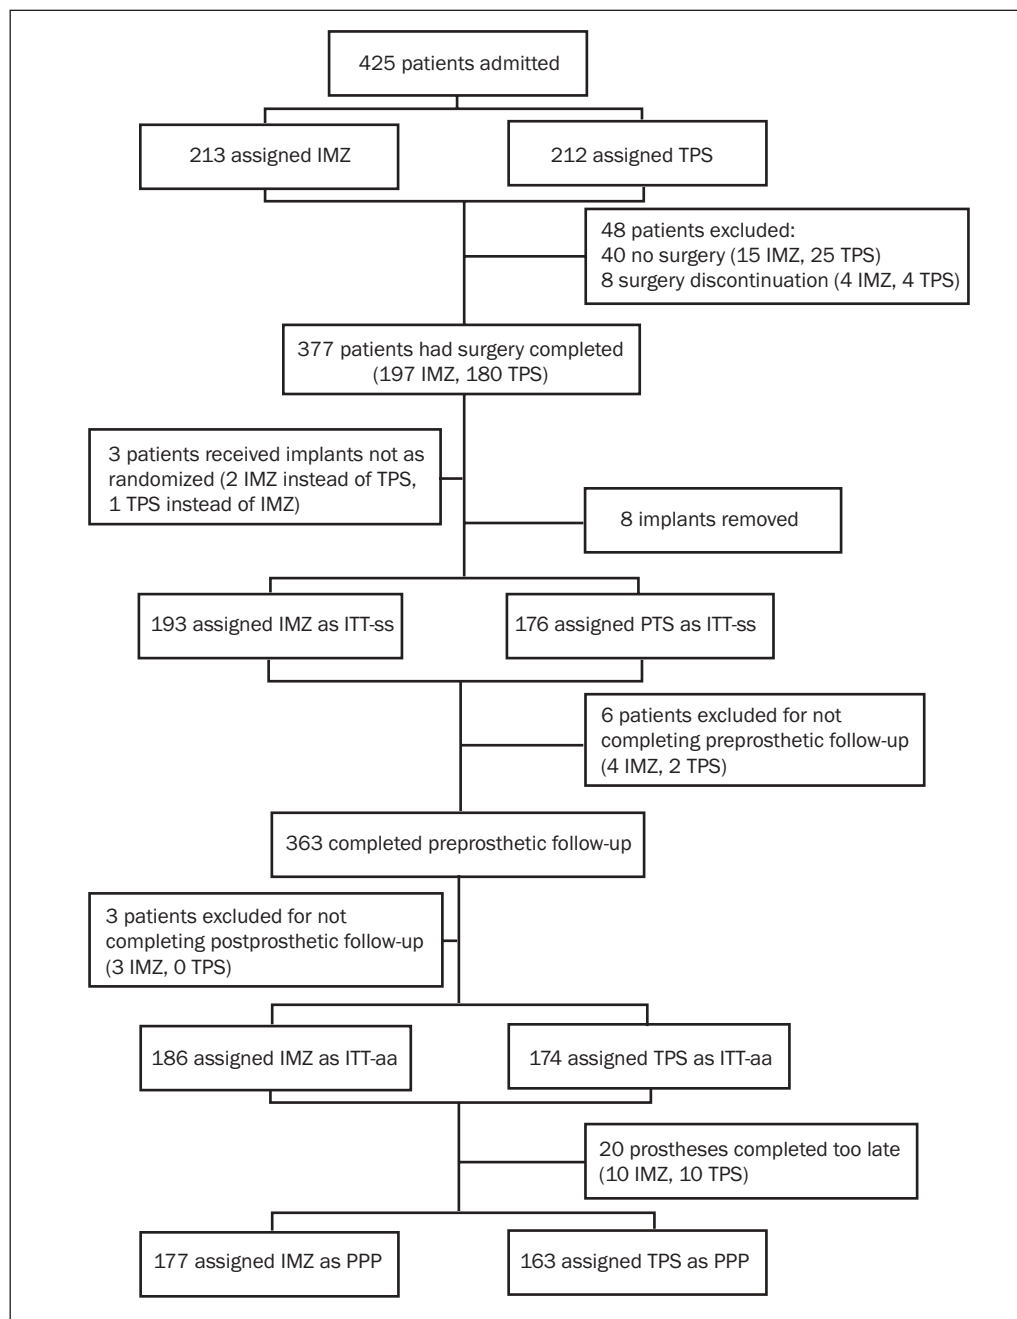 425 patients admitted
213 assigned IMZ
212 assigned TPS
48 patients excluded:
40 no surgery (15 IMZ, 25 TPS)
8 surgery discontinuation (4 IMZ, 4 TPS)
377 patients had surgery completed
(197 IMZ, 180 TPS)
3 patients received implants not as
randomized (2 IMZ instead of TPS,
1 TPS instead of IMZ)
8 implants removed
193 assigned IMZ as ITT-ss
176 assigned PTS as ITT-ss
6 patients excluded for not
completing preprosthetic follow-up
(4 IMZ, 2 TPS)
363 completed preprosthetic follow-up
3 patients excluded for not
completing postprosthetic follow-up
(3 IMZ, 0 TPS)
186 assigned IMZ as ITT-aa
174 assigned TPS as ITT-aa
20 prostheses completed too late
(10 IMZ, 10 TPS)
177 assigned IMZ as PPP
163 assigned TPS as PPP